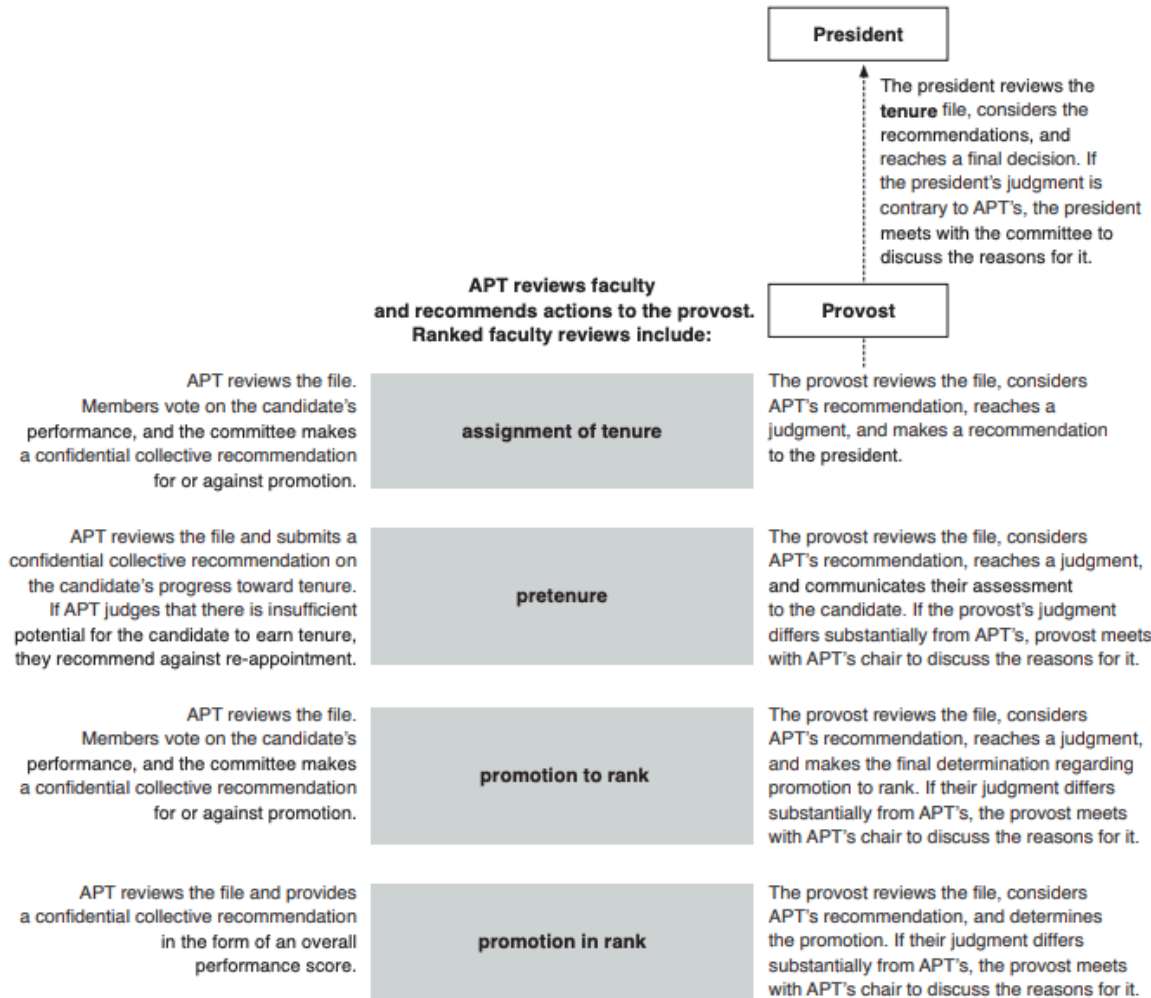 President
The president reviews the
tenure file, considers the
recommendations, and
reaches a final decision. If
the president’s judgment is
contrary to APT’s, the president
meets with the committee to
discuss the reasons for it.
APT reviews faculty
and recommends actions to the provost.
Ranked faculty reviews include:
Provost
APT reviews the file.
Members vote on the candidate’s
performance, and the committee makes
a confidential collective recommendation
for or against promotion.
assignment of tenure
The provost reviews the file, considers
APT’s recommendation, reaches a
judgment, and makes a recommendation
to the president.
APT reviews the file and submits a
confidential collective recommendation on
the candidate’s progress toward tenure.
If APT judges that there is insufficient
potential for the candidate to earn tenure,
they recommend against re-appointment.
pretenure
The provost reviews the file, considers
APT’s recommendation, reaches a judgment,
and communicates their assessment
to the candidate. If the provost’s judgment
differs substantially from APT’s, provost meets
with APT’s chair to discuss the reasons for it.
APT reviews the file.
Members vote on the candidate’s
performance, and the committee makes
a confidential collective recommendation
for or against promotion.
promotion to rank
The provost reviews the file, considers
APT’s recommendation, reaches a judgment,
and makes the final determination regarding
promotion to rank. If their judgment differs
substantially from APT’s, the provost meets
with APT’s chair to discuss the reasons for it.
APT reviews the file and provides
a confidential collective recommendation
in the form of an overall
performance score.
promotion in rank
The provost reviews the file, considers
APT’s recommendation, and determines
the promotion. If their judgment differs
substantially from APT’s, the provost meets
with APT’s chair to discuss the reasons for it.